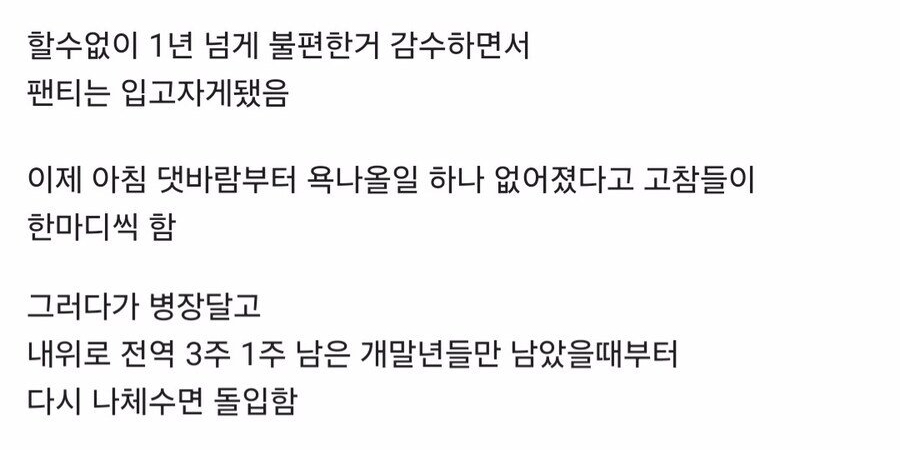 할수없이 1년 넘게 불편한거 감수하면서
팬티는 입고자게됐음
이제 아침 댓바람부터 욕나올일 하나 없어졌다고 고참들이
한마디씩 함
그러다가 병장달고
내위로 전역 3주 1주 남은 개말년들만 남았을때부터
다시 나체수면 돌입함